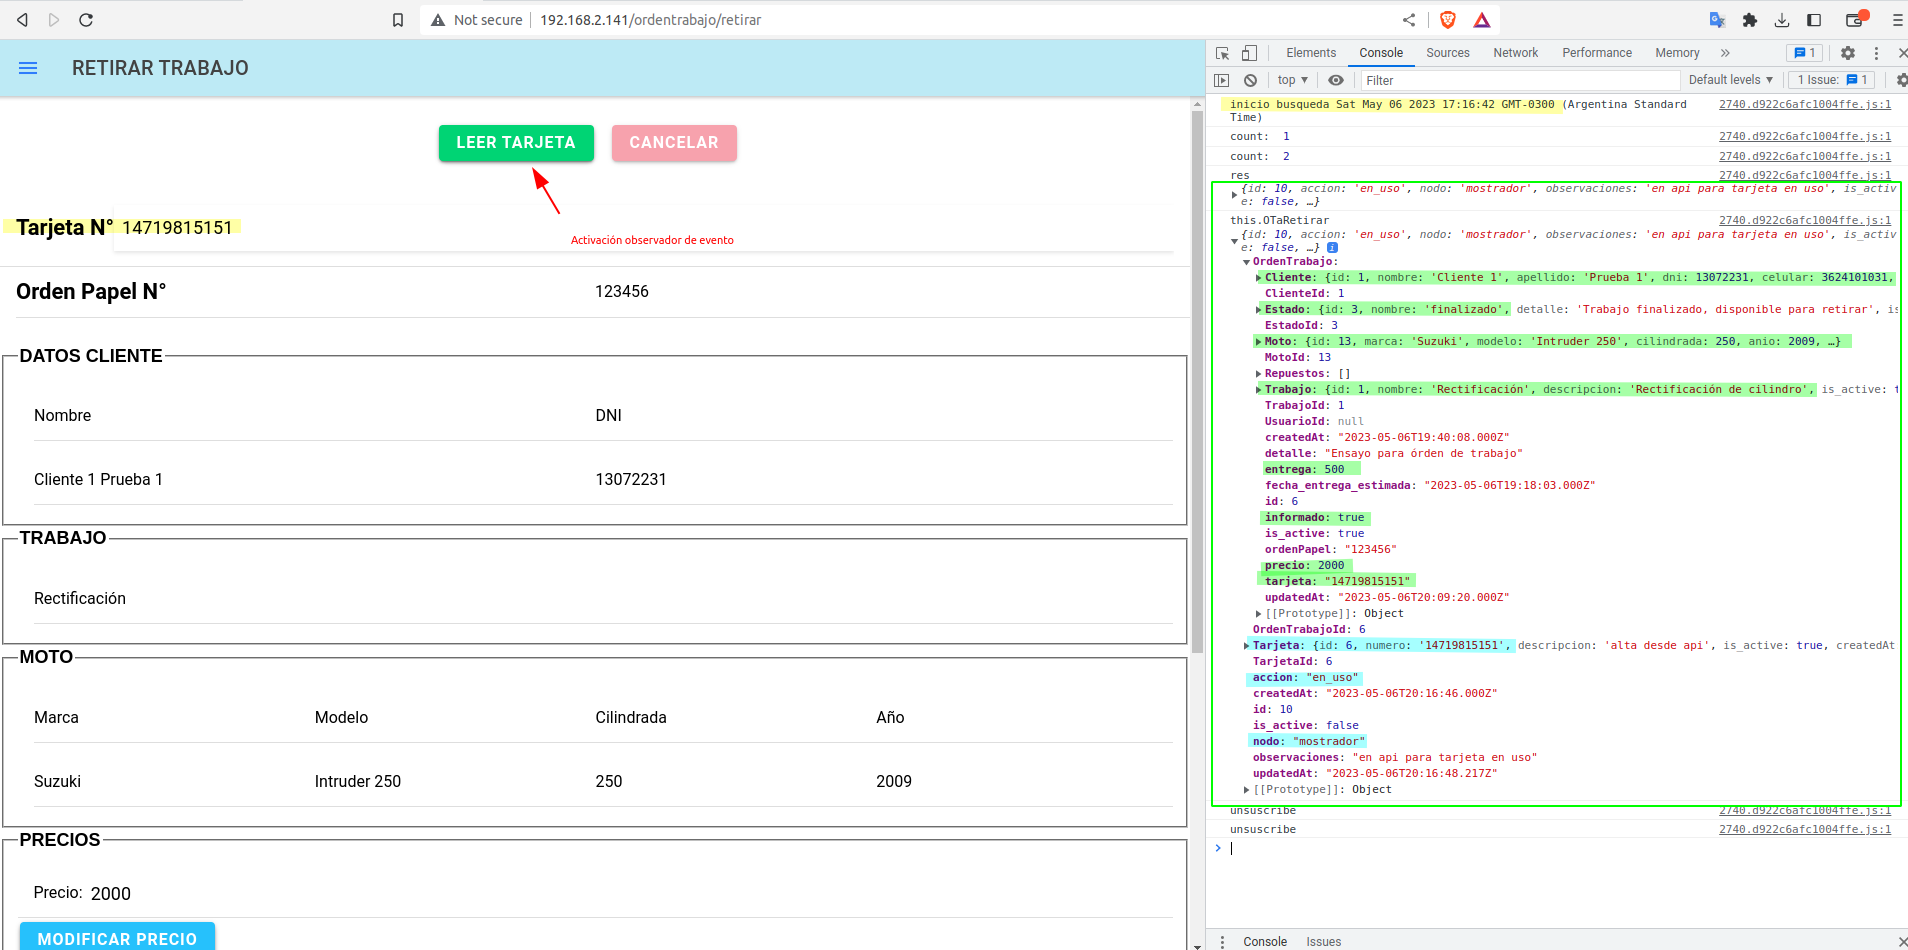 Not secure 192.168.2.141/ordentrabajo/retirar
RETIRAR TRABAJO
LEER TARJETA CANCELAR
Tarjeta N° 14719815151
Activación observador de evento
Orden Papel N° 123456
DATOS CLIENTE
Nombre DNI
Cliente 1 Prueba 1 13072231
TRABAJO
Rectificación
MOTO
Marca Modelo Cilindrada Año
Suzuki Intruder 250 250 2009
PRECIOS
Precio: 2000
MODIFICAR PRECIO
Elements Console Sources Network Performance Memory » 1
top ▼ Filter Default levels ▼ 1 Issue: 1
inicio busqueda Sat May 06 2023 17:16:42 GMT-0300 (Argentina Standard 2740.d922c6afc1004ffe.js:1
Time)
count: 1 2740.d922c6afc1004ffe.js:1
count: 2 2740.d922c6afc1004ffe.js:1
res 2740.d922c6afc1004ffe.js:1
{id: 10, accion: 'en_uso', nodo: 'mostrador', observaciones: 'en api para tarjeta en uso', is_activ
e: false, …}
this.OTaRetirar 2740.d922c6afc1004ffe.js:1
{id: 10, accion: 'en_uso', nodo: 'mostrador', observaciones: 'en api para tarjeta en uso', is_activ
e: false, …} i
OrdenTrabajo:
Cliente: {id: 1, nombre: 'Cliente 1', apellido: 'Prueba 1', dni: 13072231, celular: 3624101031,
ClienteId: 1
Estado: {id: 3, nombre: 'finalizado', detalle: 'Trabajo finalizado, disponible para retirar', is
EstadoId: 3
Moto: {id: 13, marca: 'Suzuki', modelo: 'Intruder 250', cilindrada: 250, anio: 2009, …}
MotoId: 13
Repuestos: []
Trabajo: {id: 1, nombre: 'Rectificación', descripcion: 'Rectificación de cilindro', is_active: t
TrabajoId: 1
UsuarioId: null
createdAt: "2023-05-06T19:40:08.000Z"
detalle: "Ensayo para órden de trabajo"
entrega: 500
fecha_entrega_estimada: "2023-05-06T19:18:03.000Z"
id: 6
informado: true
is_active: true
ordenPapel: "123456"
precio: 2000
tarjeta: "14719815151"
updatedAt: "2023-05-06T20:09:20.000Z"
[[Prototype]]: Object
OrdenTrabajoId: 6
Tarjeta: {id: 6, numero: '14719815151', descripcion: 'alta desde api', is_active: true, createdAt
TarjetaId: 6
accion: "en_uso"
createdAt: "2023-05-06T20:16:46.000Z"
id: 10
is_active: false
nodo: "mostrador"
observaciones: "en api para tarjeta en uso"
updatedAt: "2023-05-06T20:16:48.217Z"
[[Prototype]]: Object
unsuscribe 2740.d922c6afc1004ffe.js:1
unsuscribe 2740.d922c6afc1004ffe.js:1
Console Issues